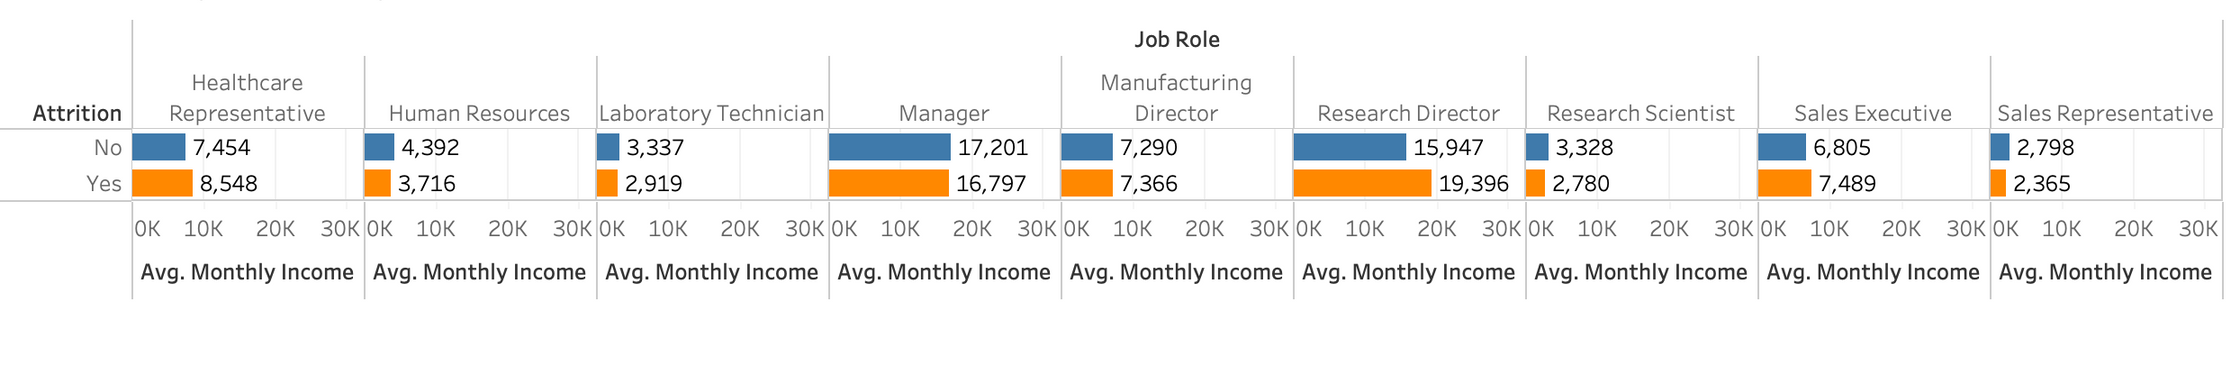 Job Role
Healthcare
Representative
Human Resources
Laboratory Technician
Manager
Manufacturing
Director
Research Director
Research Scientist
Sales Executive
Sales Representative
Attrition
No 7,454 4,392 3,337 17,201 7,290 15,947 3,328 6,805 2,798
Yes 8,548 3,716 2,919 16,797 7,366 19,396 2,780 7,489 2,365
0K 10K 20K 30K 0K 10K 20K 30K 0K 10K 20K 30K 0K 10K 20K 30K 0K 10K 20K 30K 0K 10K 20K 30K 0K 10K 20K 30K 0K 10K 20K 30K 0K 10K 20K 30K
Avg. Monthly Income Avg. Monthly Income Avg. Monthly Income Avg. Monthly Income Avg. Monthly Income Avg. Monthly Income Avg. Monthly Income Avg. Monthly Income Avg. Monthly Income